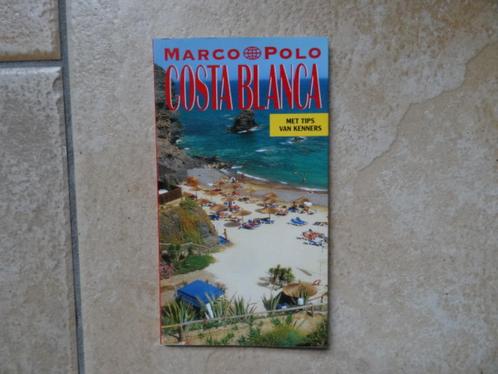 MARCO POLO
COSTA BLANCA
MET TIPS
VAN KENNERS